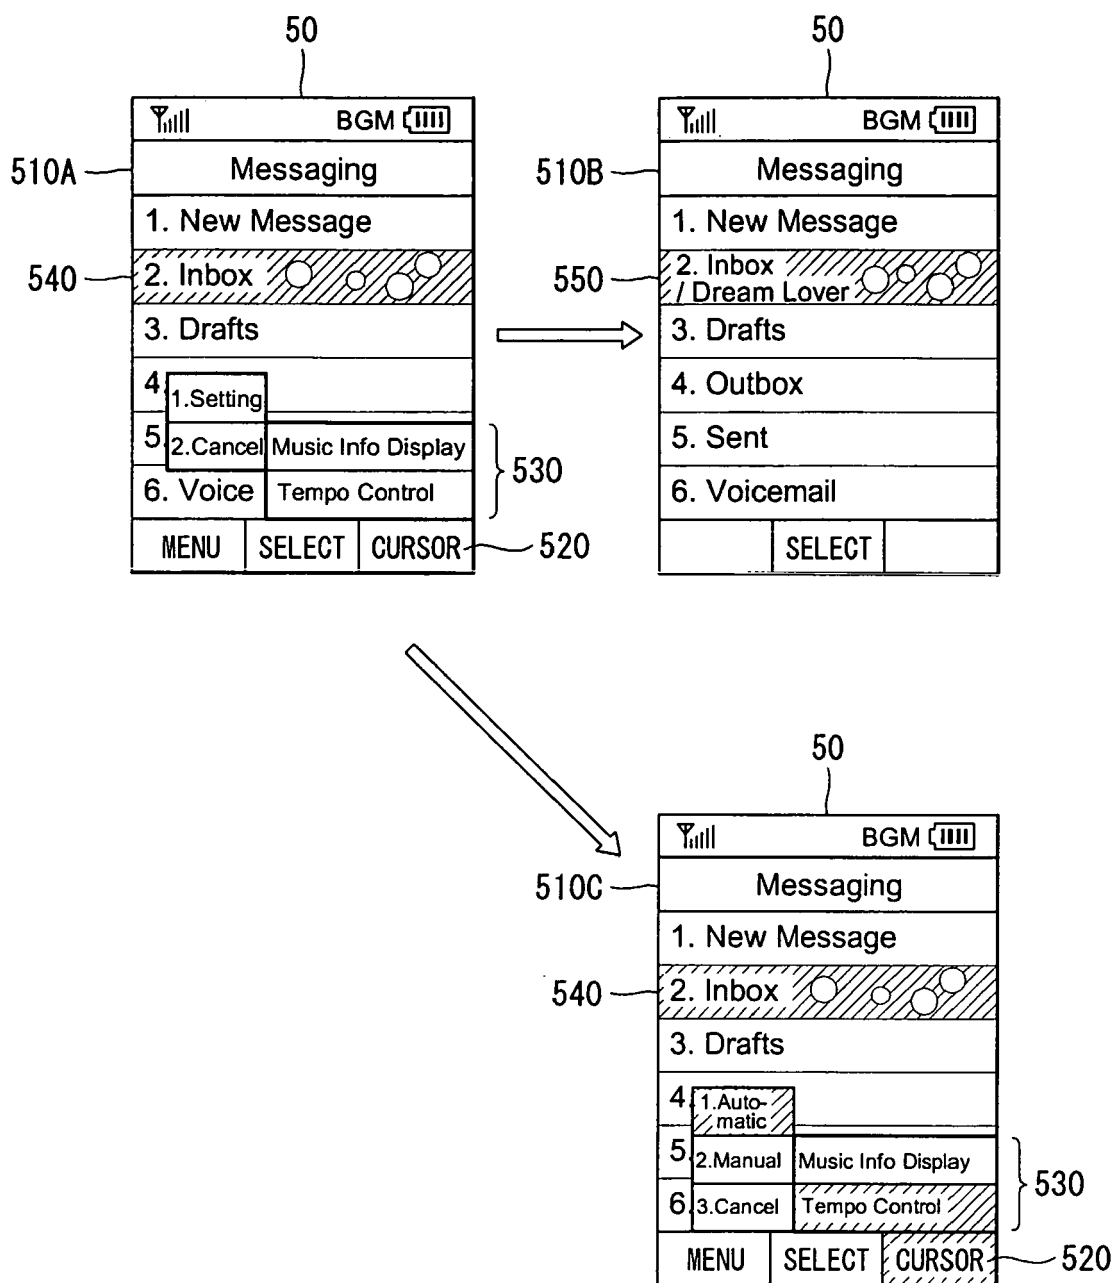 50
BGM
510A
Messaging
1. New Message
540
2. Inbox
3. Drafts
4.
1.Setting
5.
2.Cancel
Music Info Display
530
6. Voice
Tempo Control
MENU
SELECT
CURSOR
520
50
BGM
510B
Messaging
1. New Message
550
2. Inbox
/ Dream Lover
3. Drafts
4. Outbox
5. Sent
6. Voicemail
SELECT
50
BGM
510C
Messaging
1. New Message
540
2. Inbox
3. Drafts
4.
1.Auto-
matic
5.
2.Manual
Music Info Display
530
6.
3.Cancel
Tempo Control
MENU
SELECT
CURSOR
520